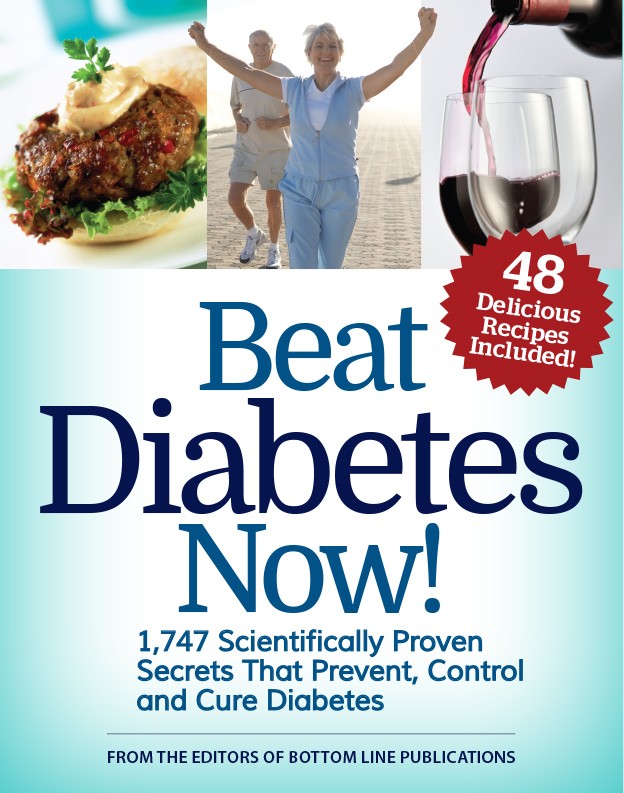 48
Delicious
Recipes
Included!
Beat
Diabetes
Now!
1,747 Scientifically Proven
Secrets That Prevent, Control
and Cure Diabetes
FROM THE EDITORS OF BOTTOM LINE PUBLICATIONS